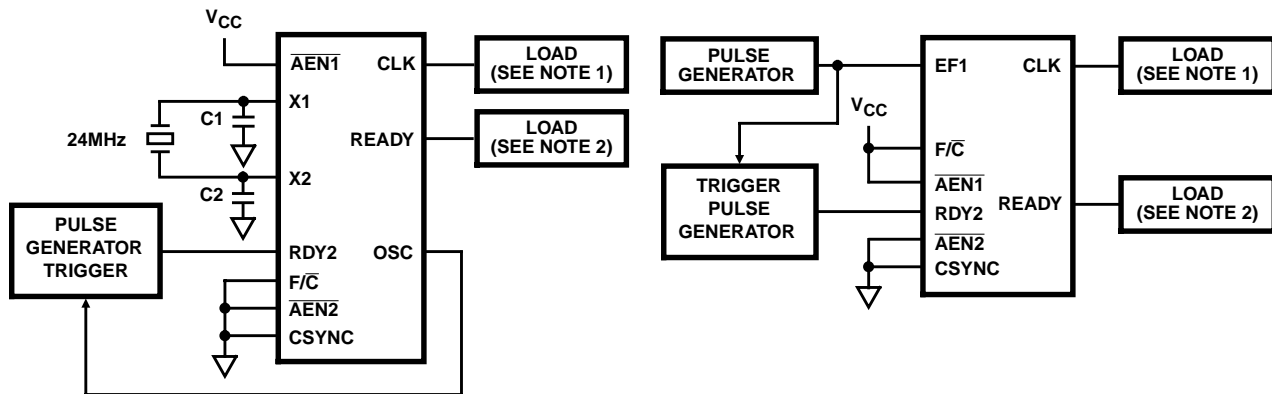 VCC
AEN1
CLK
LOAD
(SEE NOTE 1)
X1
C1
24MHz
READY
LOAD
(SEE NOTE 2)
X2
C2
PULSE
GENERATOR
TRIGGER
RDY2
OSC
F/C̅
AEN2
CSYNC
PULSE
GENERATOR
EF1
CLK
LOAD
(SEE NOTE 1)
VCC
F/C̅
AEN1
TRIGGER
PULSE
GENERATOR
RDY2
READY
LOAD
(SEE NOTE 2)
AEN2
CSYNC